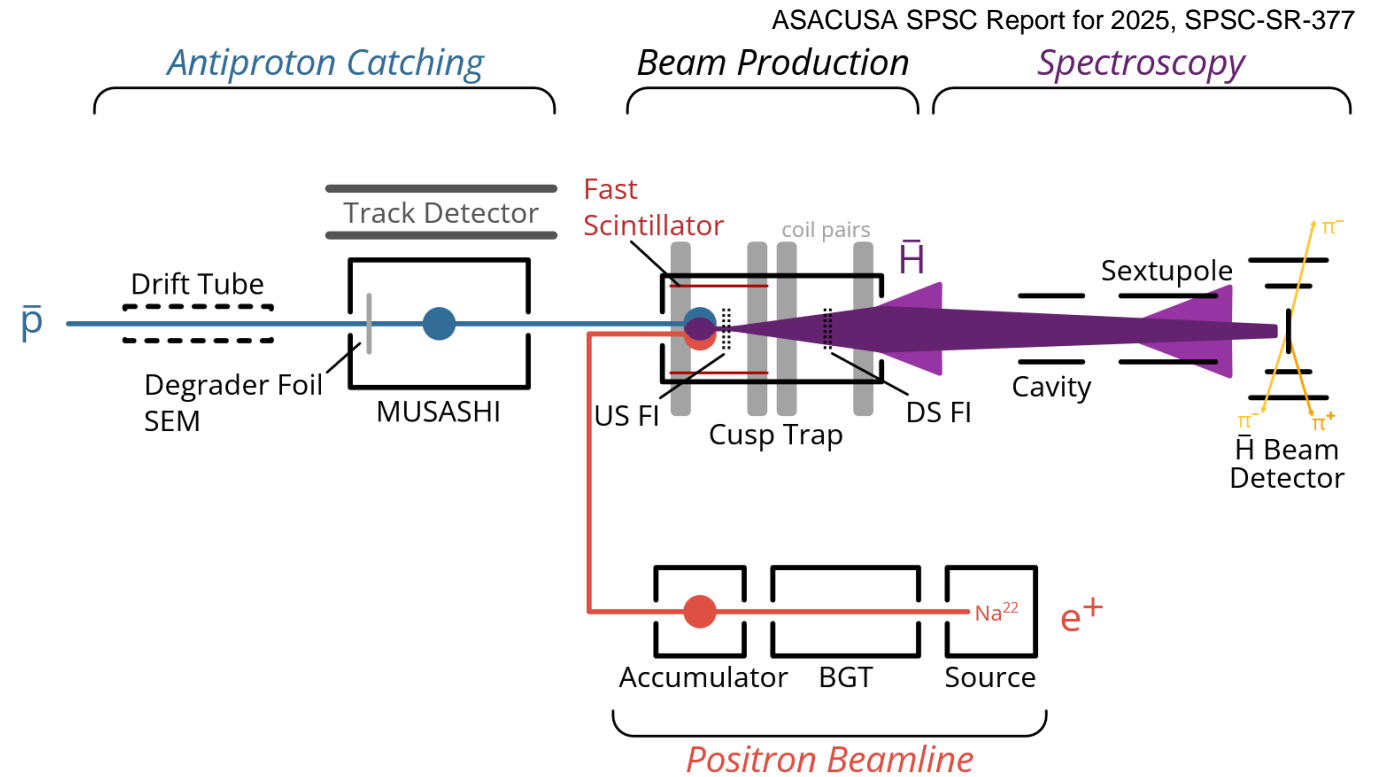 ASACUSA SPSC Report for 2025, SPSC-SR-377
Antiproton Catching
Beam Production
Spectroscopy
Track Detector
Fast
Scintillator
coil pairs
H̅
π⁻
Drift Tube
Sextupole
p̅
Degrader Foil
SEM
MUSASHI
US FI
Cusp Trap
DS FI
Cavity
π⁻
π⁺
H̅ Beam
Detector
Na²²
e⁺
Accumulator
BGT
Source
Positron Beamline